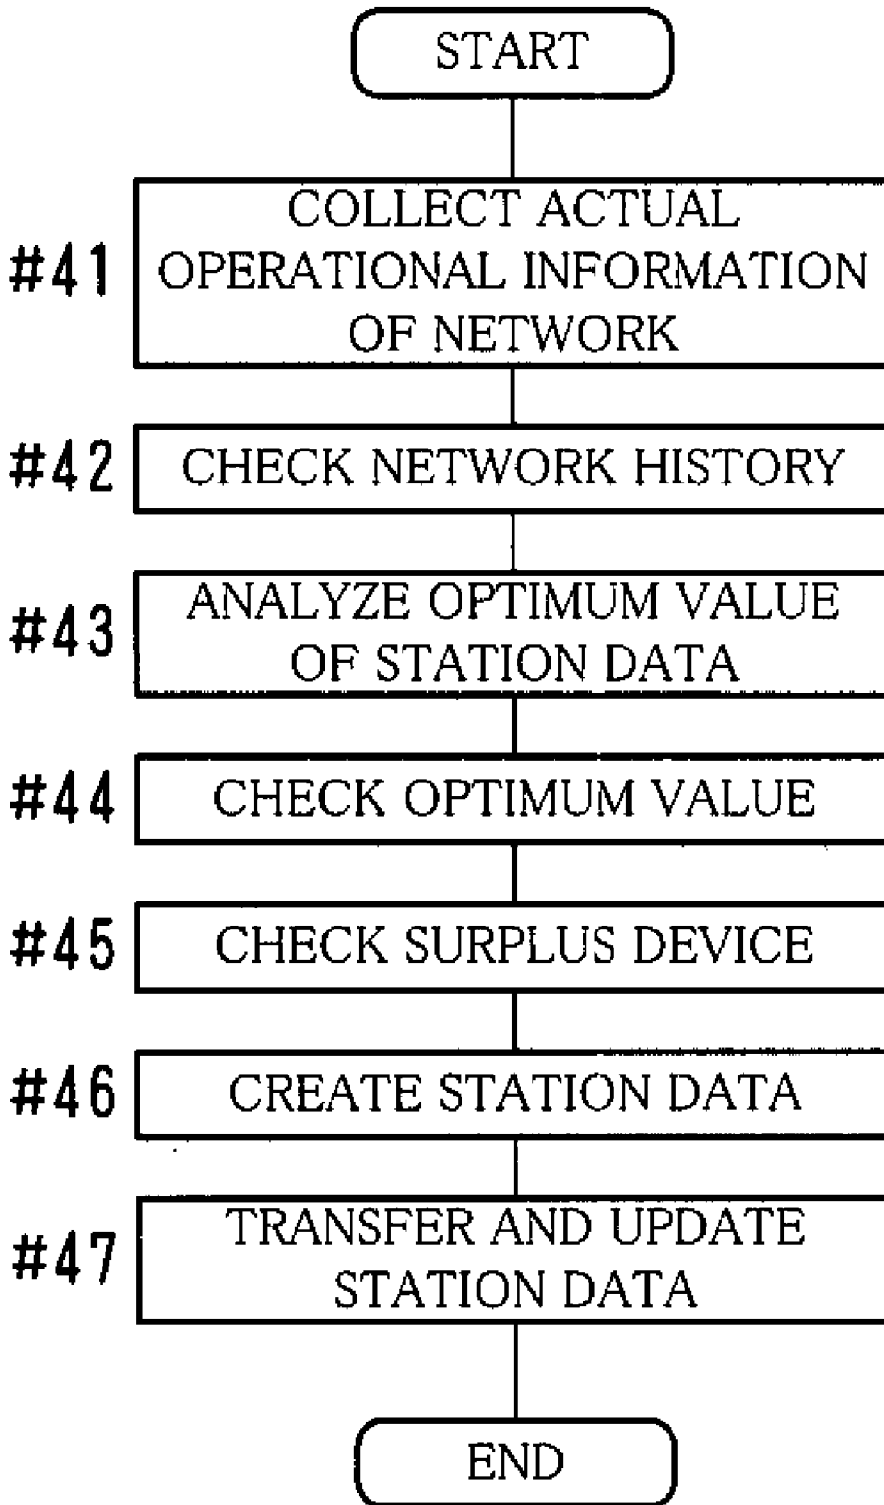 START
#41
COLLECT ACTUAL
OPERATIONAL INFORMATION
OF NETWORK
#42
CHECK NETWORK HISTORY
#43
ANALYZE OPTIMUM VALUE
OF STATION DATA
#44
CHECK OPTIMUM VALUE
#45
CHECK SURPLUS DEVICE
#46
CREATE STATION DATA
#47
TRANSFER AND UPDATE
STATION DATA
END